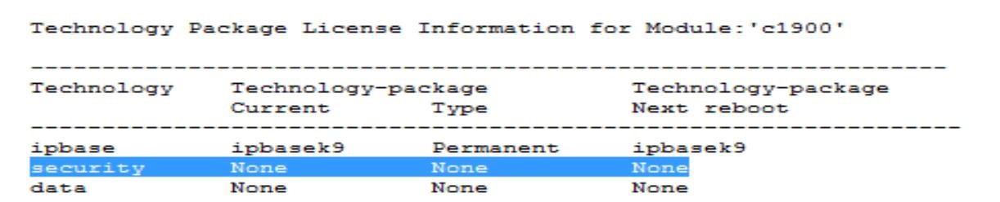 Technology Package License Information for Module:'c1900'
-----------------------------------------------------------------
Technology    Technology-package            Technology-package
              Current       Type            Next reboot
------------------------------------------------------------------
ipbase        ipbasek9      Permanent       ipbasek9
security      None          None            None
data          None          None            None